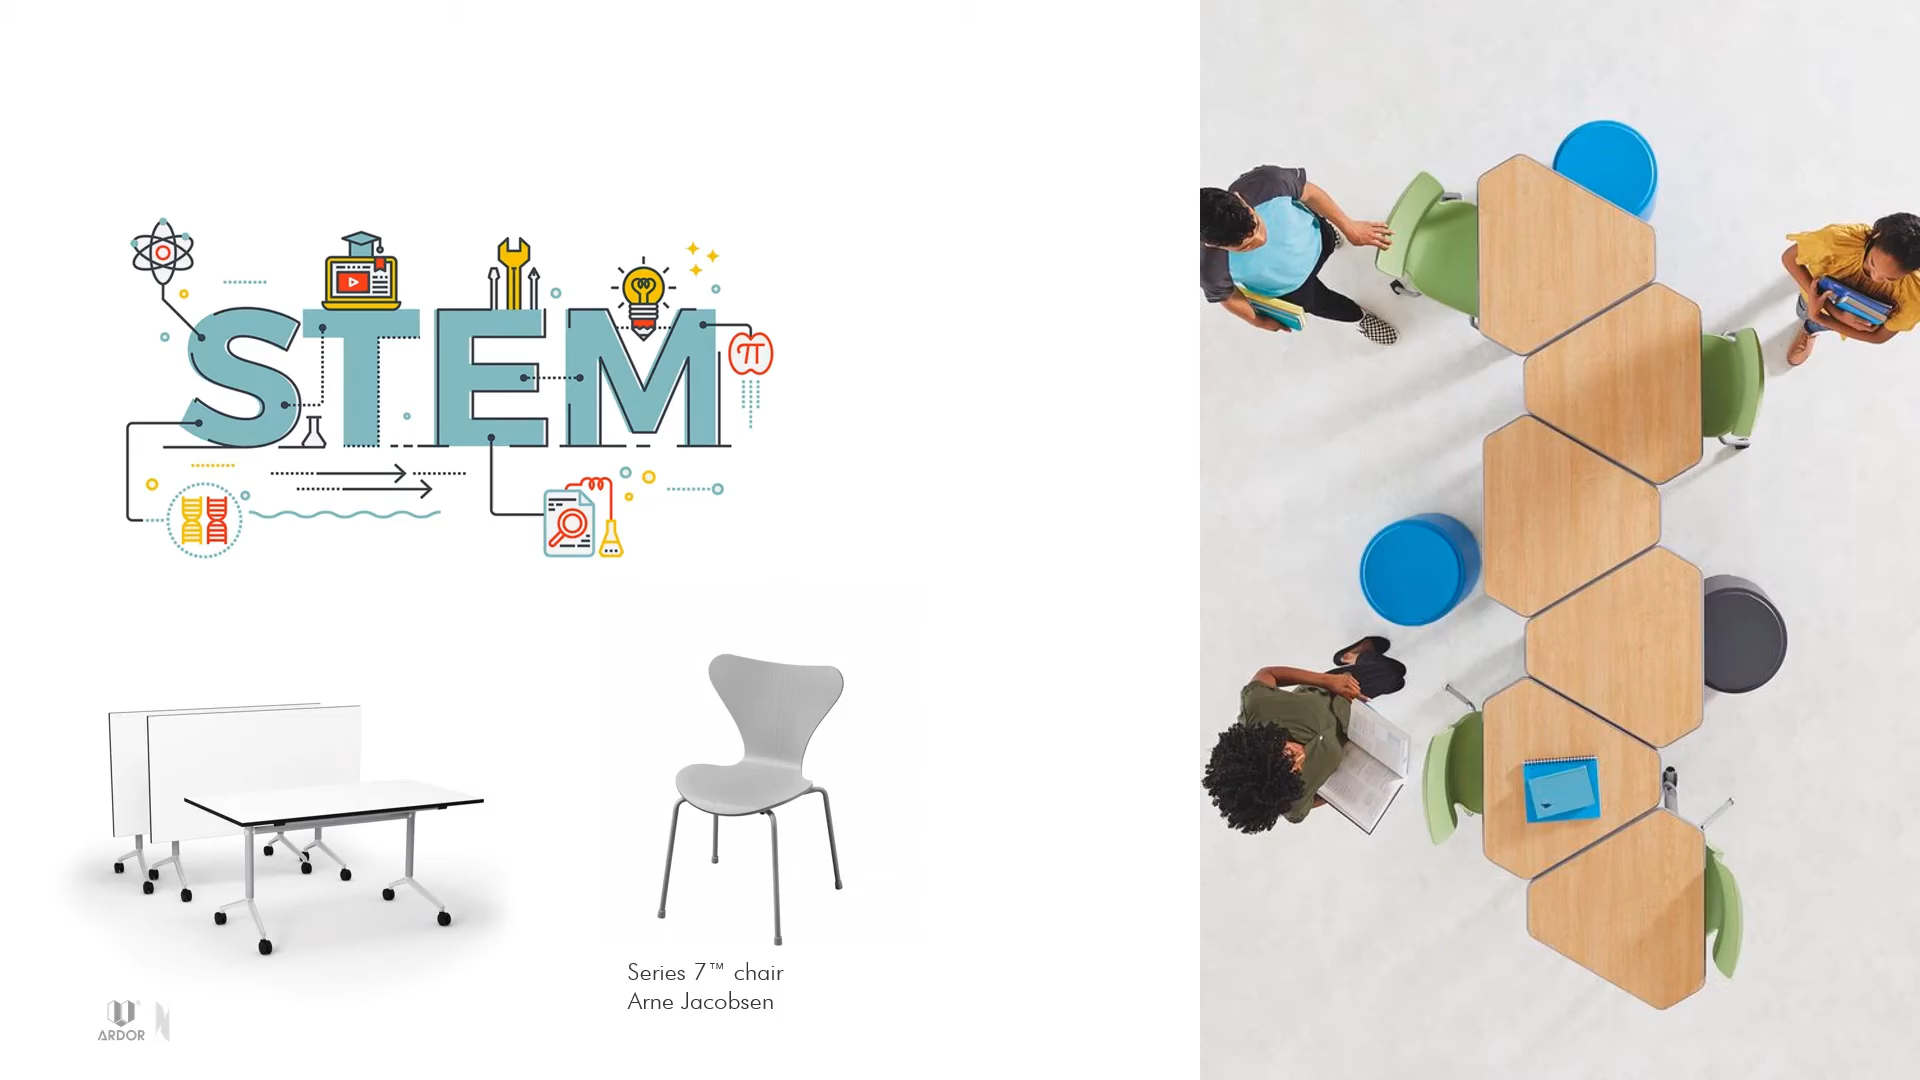 STEM
π
Series 7™ chair
Arne Jacobsen
ARDOR